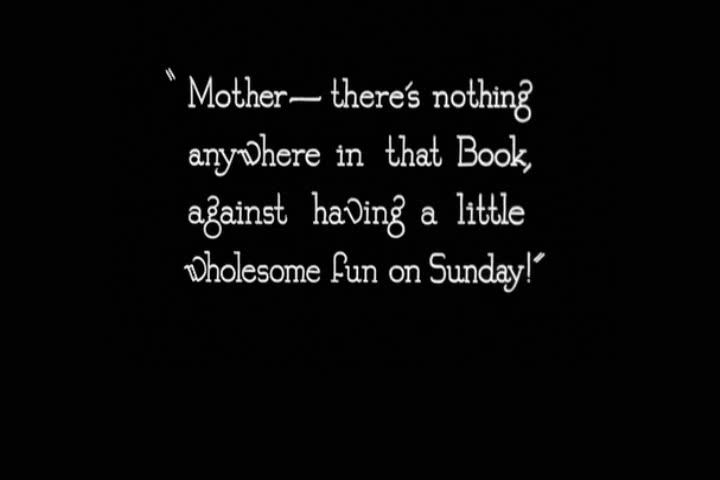 "Mother— there's nothing
anywhere in that Book,
against having a little
wholesome fun on Sunday!"